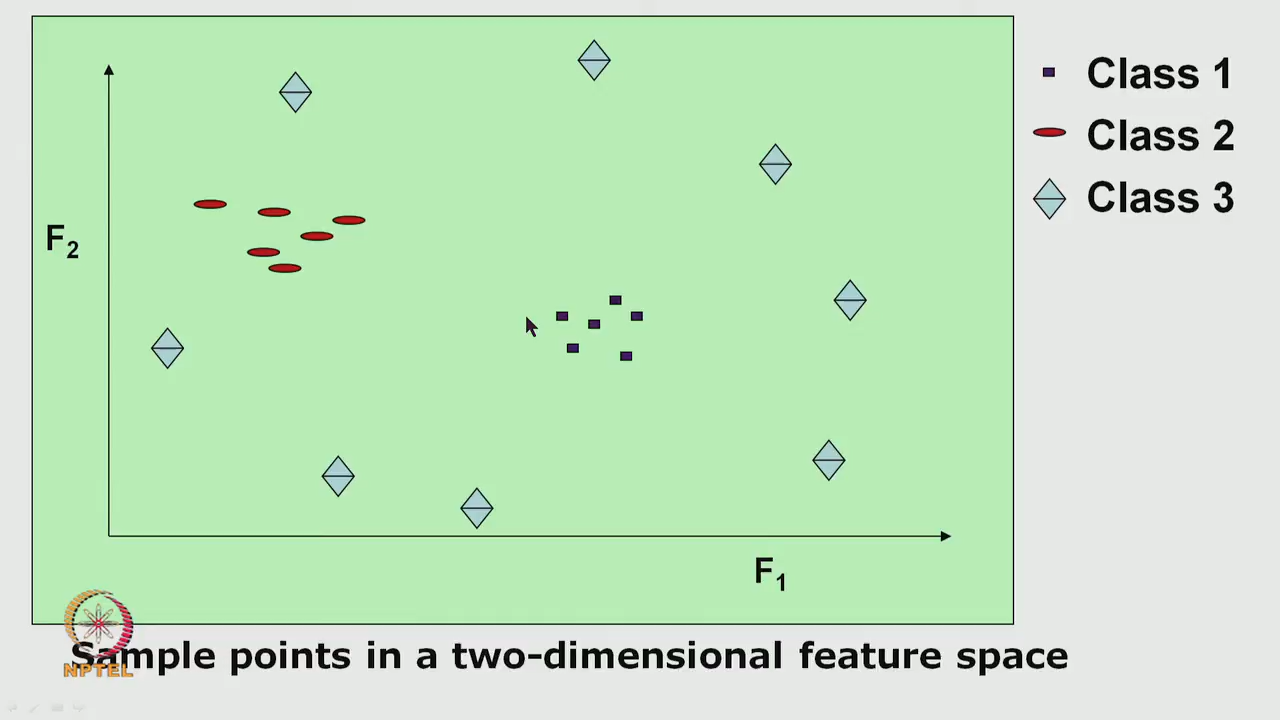 Class 1
Class 2
Class 3
F2
F1
Sample points in a two-dimensional feature space
NPTEL